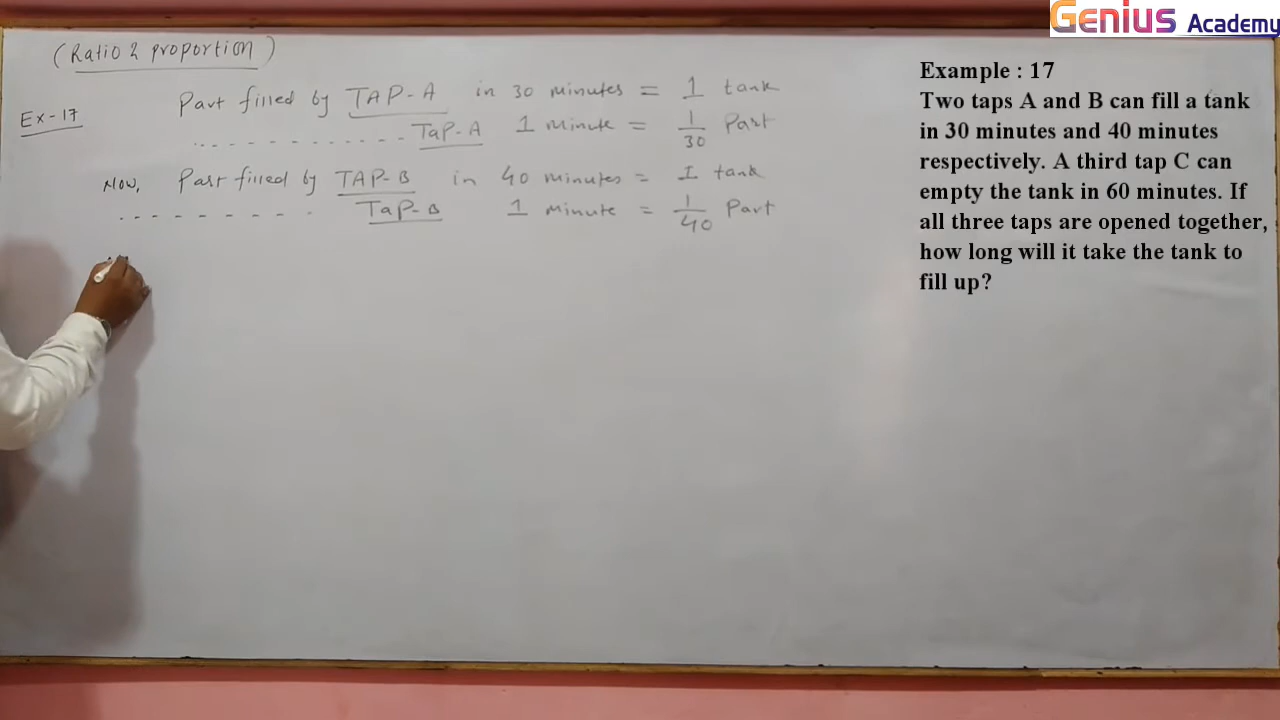 Genius Academy
(Ratio & proportion)
Ex-17
Part filled by TAP-A in 30 minutes = 1 tank
............ TaP-A 1 minute = 1/30 Part
Now, Part filled by TAP-B in 40 minutes = 1 tank
.......... TaP-B 1 minute = 1/40 Part
Example : 17
Two taps A and B can fill a tank
in 30 minutes and 40 minutes
respectively. A third tap C can
empty the tank in 60 minutes. If
all three taps are opened together,
how long will it take the tank to
fill up?